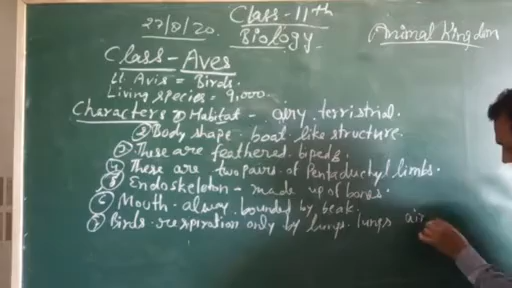 27/8/20.
Class-11th
Biology
Animal Kingdom
Class-Aves
Avis = Birds.
Living species = 9,000.
Characters ① Habitat - airy. terristrial.
② Body shape. boat like structure.
③ These are feathered. bipeds.
④ These are two pairs of Pentaductyl limbs.
⑤ Endoskeleton - made up of bones.
⑥ Mouth - alway. bounded by beak.
⑦ Birds. respiration only by lungs. lungs air